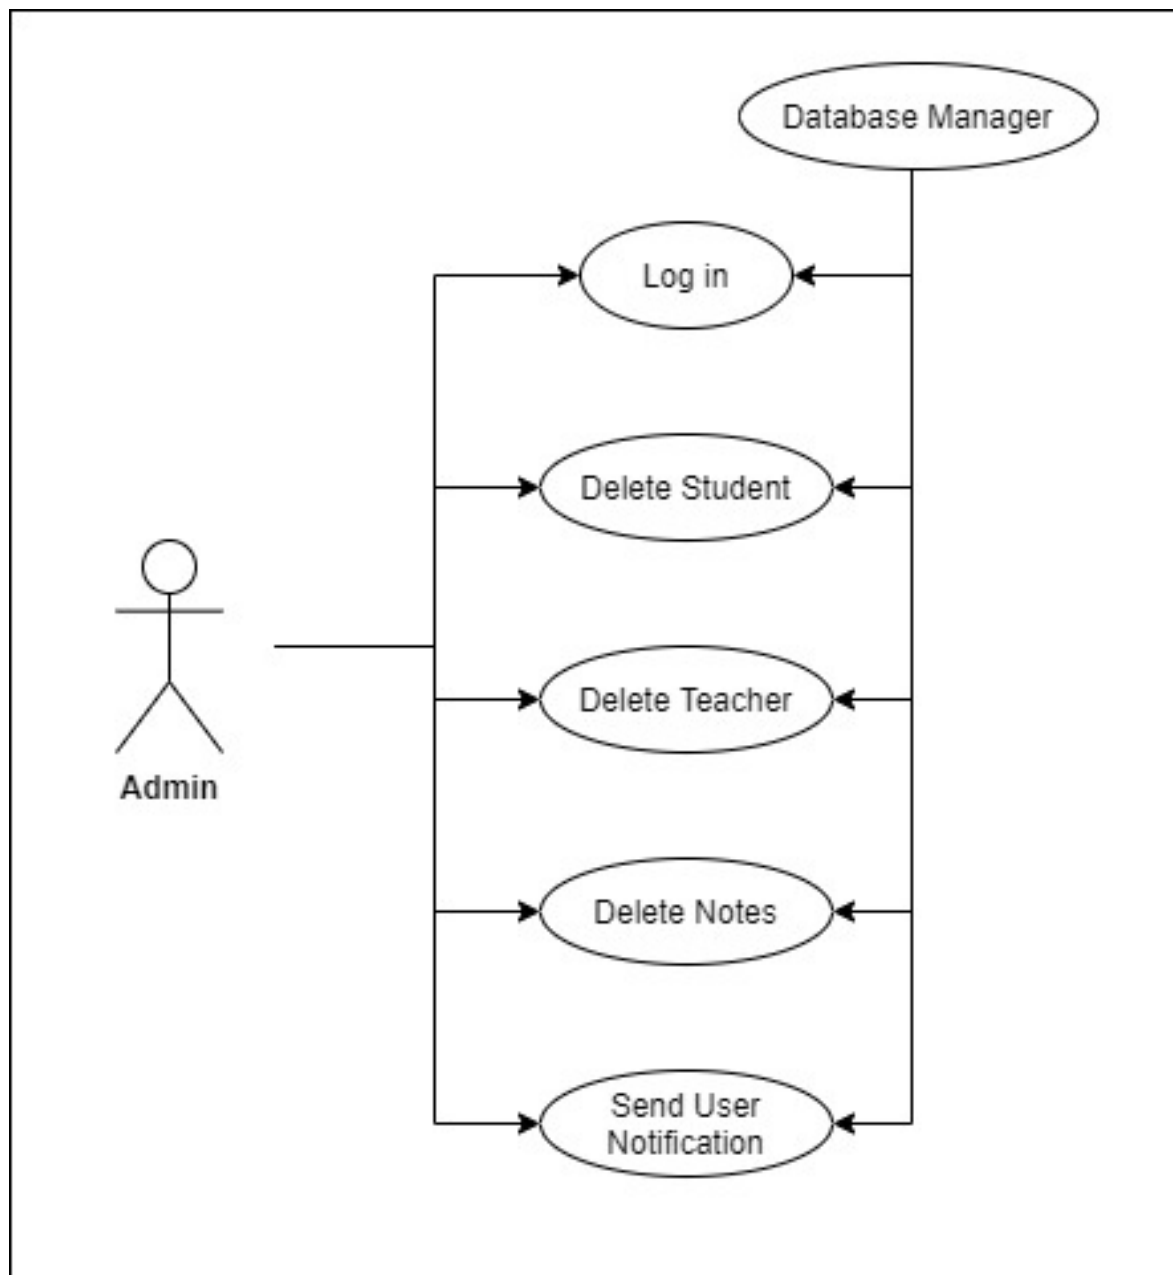 Database Manager
Log in
Delete Student
Delete Teacher
Admin
Delete Notes
Send User
Notification